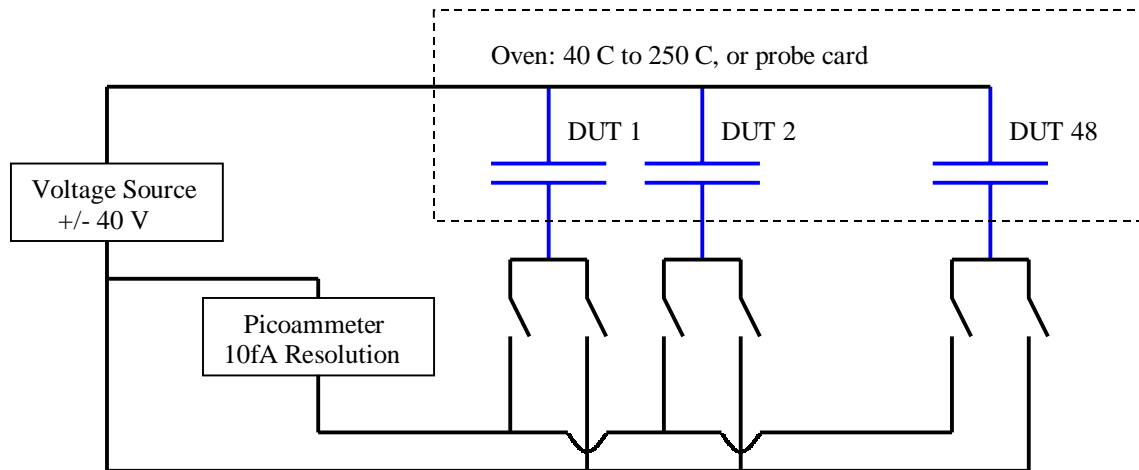 Oven: 40 C to 250 C, or probe card
DUT 1
DUT 2
DUT 48
Voltage Source
+/- 40 V
Picoammeter
10fA Resolution